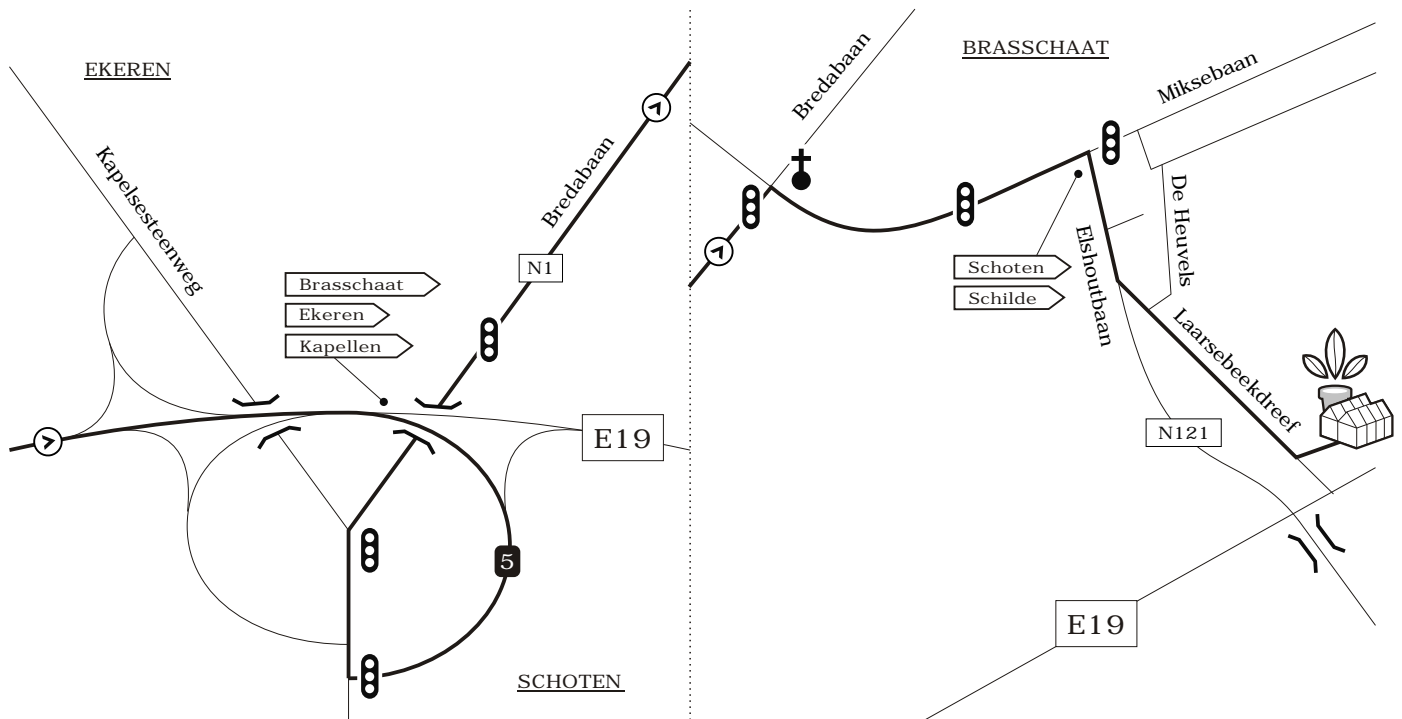 EKEREN
Kapelsesteenweg
Bredabaan
N1
Brasschaat
Ekeren
Kapellen
E19
5
SCHOTEN
BRASSCHAAT
Bredabaan
Miksebaan
De Heuvels
Schoten
Schilde
Elshoutbaan
Laarsebeekdreef
N121
E19